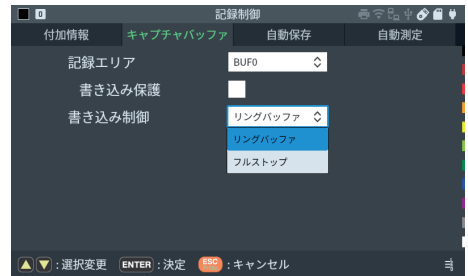 0 記録制御
付加情報 キャプチャバッファ 自動保存 自動測定
記録エリア BUF0
書き込み保護
書き込み制御 リングバッファ
リングバッファ
フルストップ
:選択変更 ENTER:決定 ESC:キャンセル